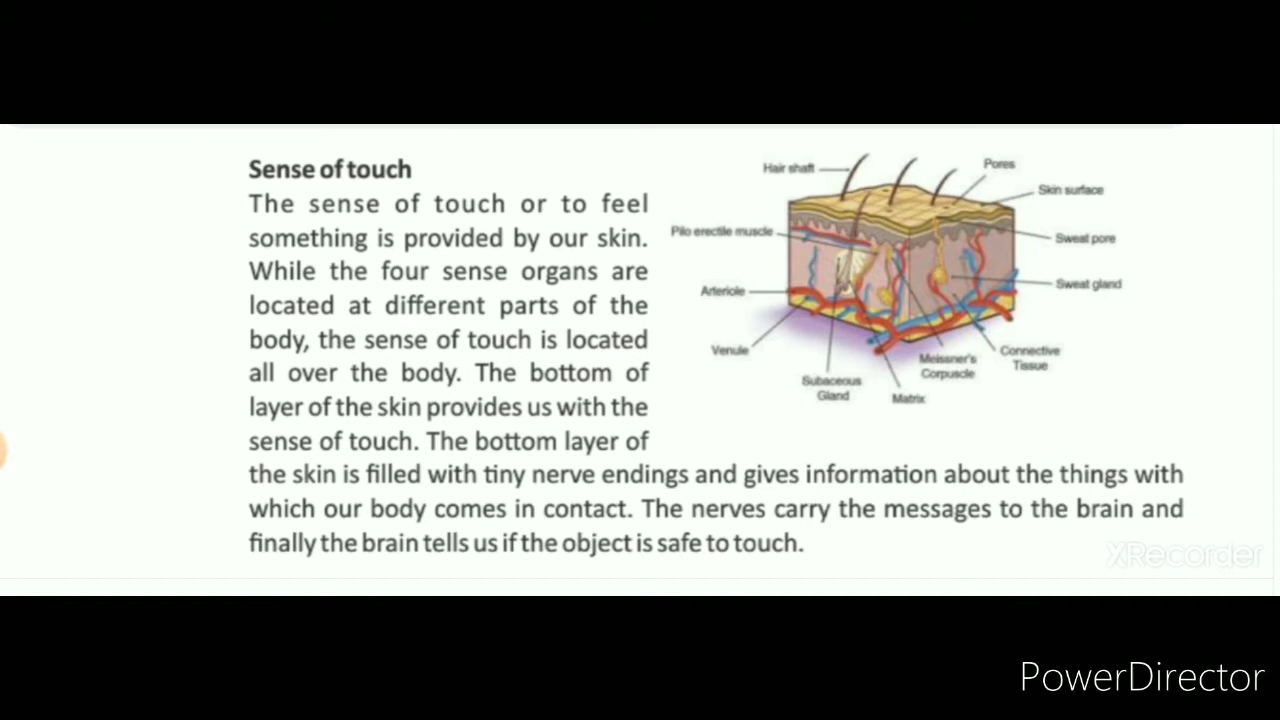 Sense of touch
The sense of touch or to feel
something is provided by our skin.
While the four sense organs are
located at different parts of the
body, the sense of touch is located
all over the body. The bottom of
layer of the skin provides us with the
sense of touch. The bottom layer of
the skin is filled with tiny nerve endings and gives information about the things with
which our body comes in contact. The nerves carry the messages to the brain and
finally the brain tells us if the object is safe to touch.
Hair shaft
Pores
Skin surface
Pilo erectile muscle
Sweat pore
Arteriole
Sweat gland
Venule
Meissner's
Corpuscle
Connective
Tissue
Subaceous
Gland
Matrix
XRecorder
PowerDirector